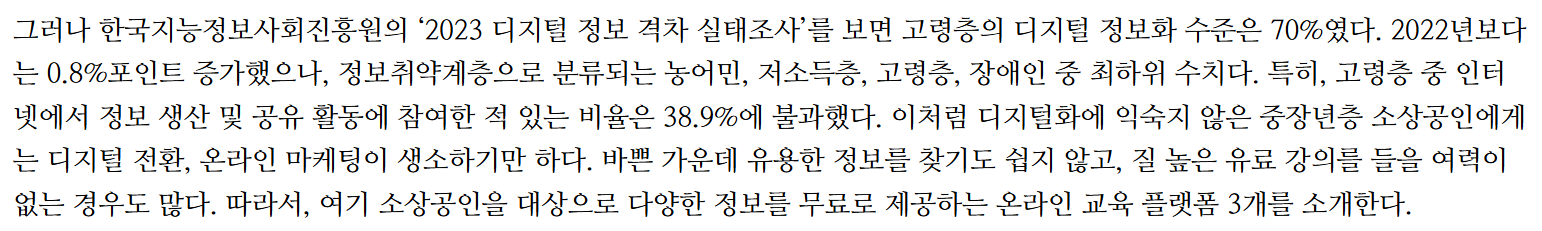 그러나 한국지능정보사회진흥원의 ‘2023 디지털 정보 격차 실태조사’를 보면 고령층의 디지털 정보화 수준은 70%였다. 2022년보다
는 0.8%포인트 증가했으나, 정보취약계층으로 분류되는 농어민, 저소득층, 고령층, 장애인 중 최하위 수치다. 특히, 고령층 중 인터
넷에서 정보 생산 및 공유 활동에 참여한 적 있는 비율은 38.9%에 불과했다. 이처럼 디지털화에 익숙지 않은 중장년층 소상공인에게
는 디지털 전환, 온라인 마케팅이 생소하기만 하다. 바쁜 가운데 유용한 정보를 찾기도 쉽지 않고, 질 높은 유료 강의를 들을 여력이
없는 경우도 많다. 따라서, 여기 소상공인을 대상으로 다양한 정보를 무료로 제공하는 온라인 교육 플랫폼 3개를 소개한다.